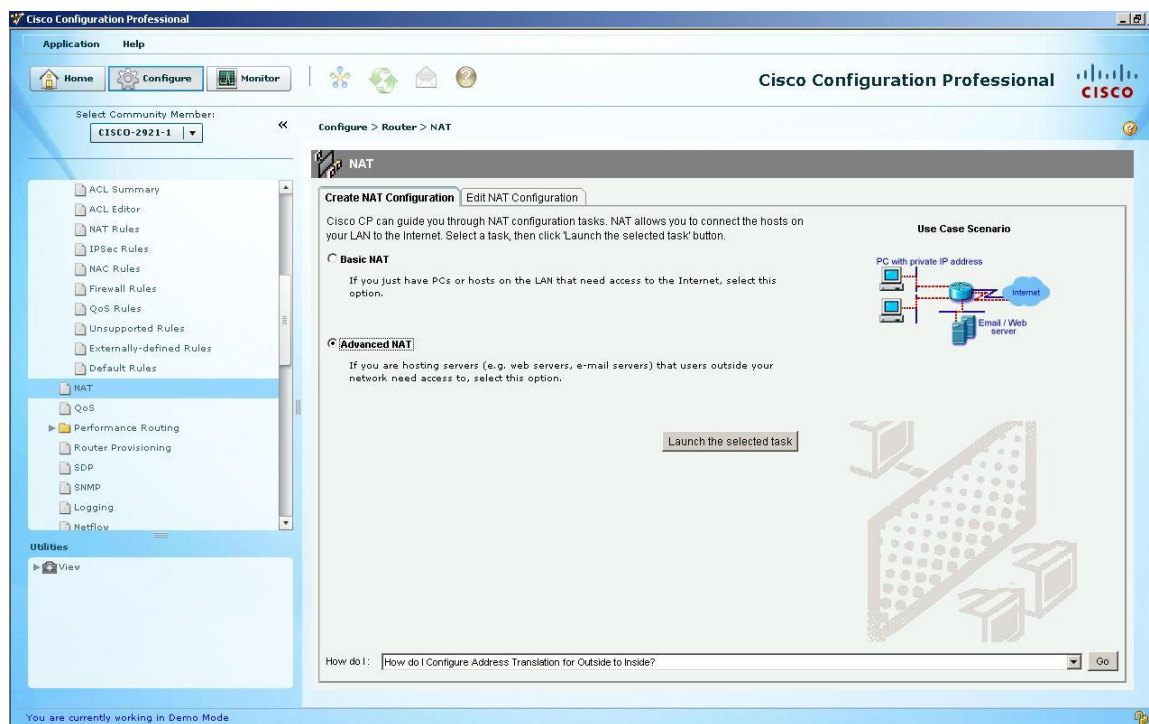 Cisco Configuration Professional
Application Help
Home Configure Monitor
Cisco Configuration Professional
CISCO
Select Community Member:
CISCO-2921-1
Configure > Router > NAT
ACL Summary
ACL Editor
NAT Rules
IPSec Rules
NAC Rules
Firewall Rules
QoS Rules
Unsupported Rules
Externally-defined Rules
Default Rules
NAT
QoS
Performance Routing
Router Provisioning
SDP
SNMP
Logging
Netflow
Utilities
View
NAT
Create NAT Configuration Edit NAT Configuration
Cisco CP can guide you through NAT configuration tasks. NAT allows you to connect the hosts on
your LAN to the Internet. Select a task, then click 'Launch the selected task' button.
Basic NAT
If you just have PCs or hosts on the LAN that need access to the Internet, select this
option.
Advanced NAT
If you are hosting servers (e.g. web servers, e-mail servers) that users outside your
network need access to, select this option.
Launch the selected task
Use Case Scenario
PC with private IP address
Internet
Email / Web
server
How do I: How do I Configure Address Translation for Outside to Inside? Go
You are currently working in Demo Mode